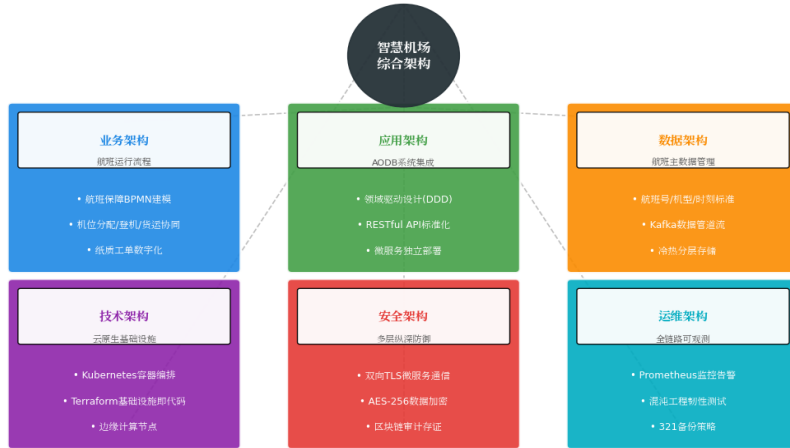 智慧机场
综合架构
业务架构
航班运行流程
• 航班保障BPMN建模
• 机位分配/登机/货运协同
• 纸质工单数字化
应用架构
AODB系统集成
• 领域驱动设计(DDD)
• RESTful API标准化
• 微服务独立部署
数据架构
航班主数据管理
• 航班号/机型/时刻标准
• Kafka数据管道流
• 冷热分层存储
技术架构
云原生基础设施
• Kubernetes容器编排
• Terraform基础设施即代码
• 边缘计算节点
安全架构
多层纵深防御
• 双向TLS微服务通信
• AES-256数据加密
• 区块链审计存证
运维架构
全链路可观测
• Prometheus监控告警
• 混沌工程韧性测试
• 321备份策略